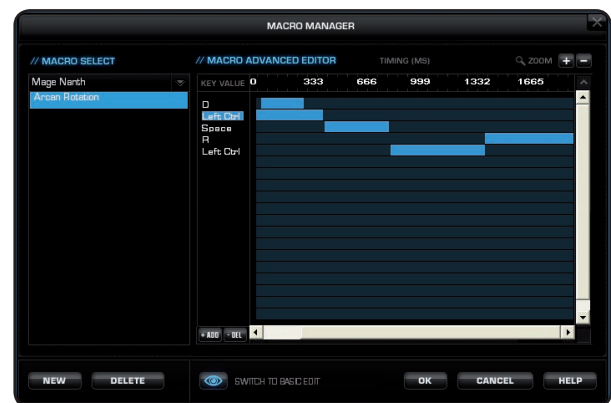 MACRO MANAGER
// MACRO SELECT
Mage Nanth
Arcan Rotation
// MACRO ADVANCED EDITOR TIMING (MS) ZOOM + -
KEY VALUE 0 333 666 999 1332 1665
D
Left Ctrl
Space
R
Left Ctrl
+ ADD - DEL
NEW DELETE SWITCH TO BASIC EDIT OK CANCEL HELP